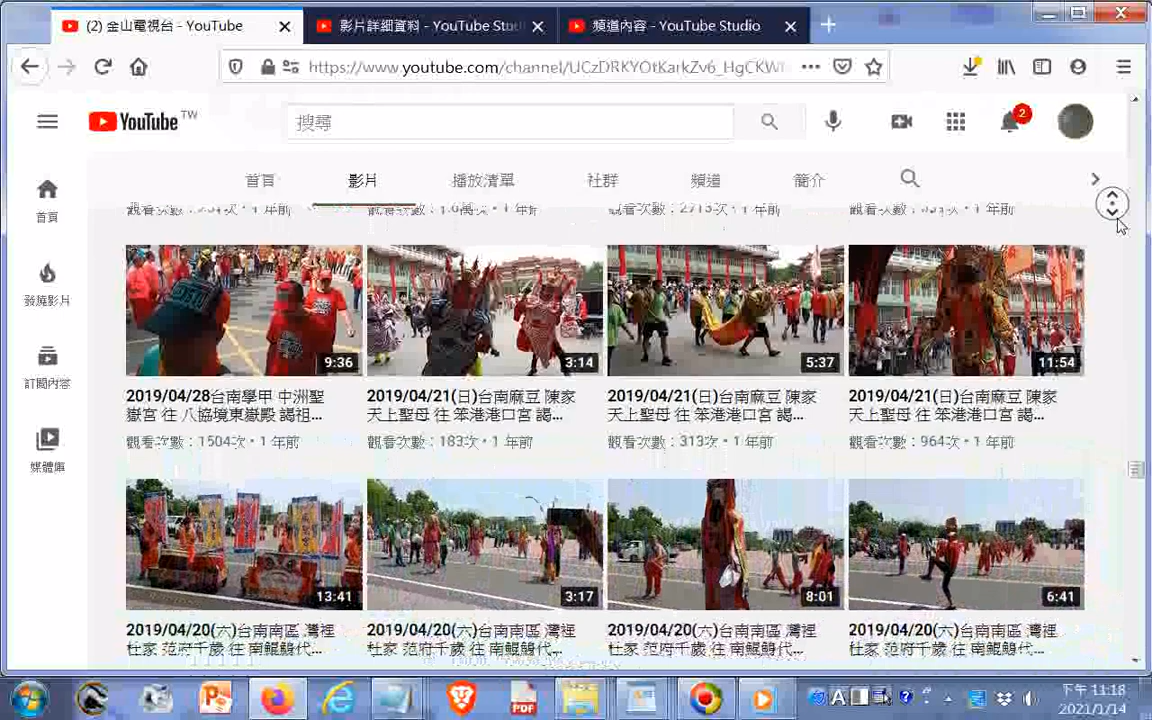 (2) 金山電視台 - YouTube
影片詳細資料 - YouTube Stu
頻道內容 - YouTube Studio
https://www.youtube.com/channel/UCzDRKYOtKarkZv6_HgCKW
YouTube TW
搜尋
2
首頁
影片
播放清單
社群
頻道
簡介
首頁
發燒影片
訂閱內容
媒體庫
9:36
3:14
5:37
11:54
2019/04/28台南學甲 中洲聖
嶽宮 往 八協境東嶽殿 謁祖...
觀看次數：1504次・1 年前
2019/04/21(日)台南麻豆 陳家
天上聖母 往 笨港港口宮 謁...
觀看次數：183次・1 年前
2019/04/21(日)台南麻豆 陳家
天上聖母 往 笨港港口宮 謁...
觀看次數：313次・1 年前
2019/04/21(日)台南麻豆 陳家
天上聖母 往 笨港港口宮 謁...
觀看次數：964次・1 年前
13:41
3:17
8:01
6:41
2019/04/20(六)台南南區 灣裡
杜家 范府千歲 往 南鯤鯓代...
2019/04/20(六)台南南區 灣裡
杜家 范府千歲 往 南鯤鯓代...
2019/04/20(六)台南南區 灣裡
杜家 范府千歲 往 南鯤鯓代...
2019/04/20(六)台南南區 灣裡
杜家 范府千歲 往 南鯤鯓代...
PDF
A
下午 11:18
2021/1/14